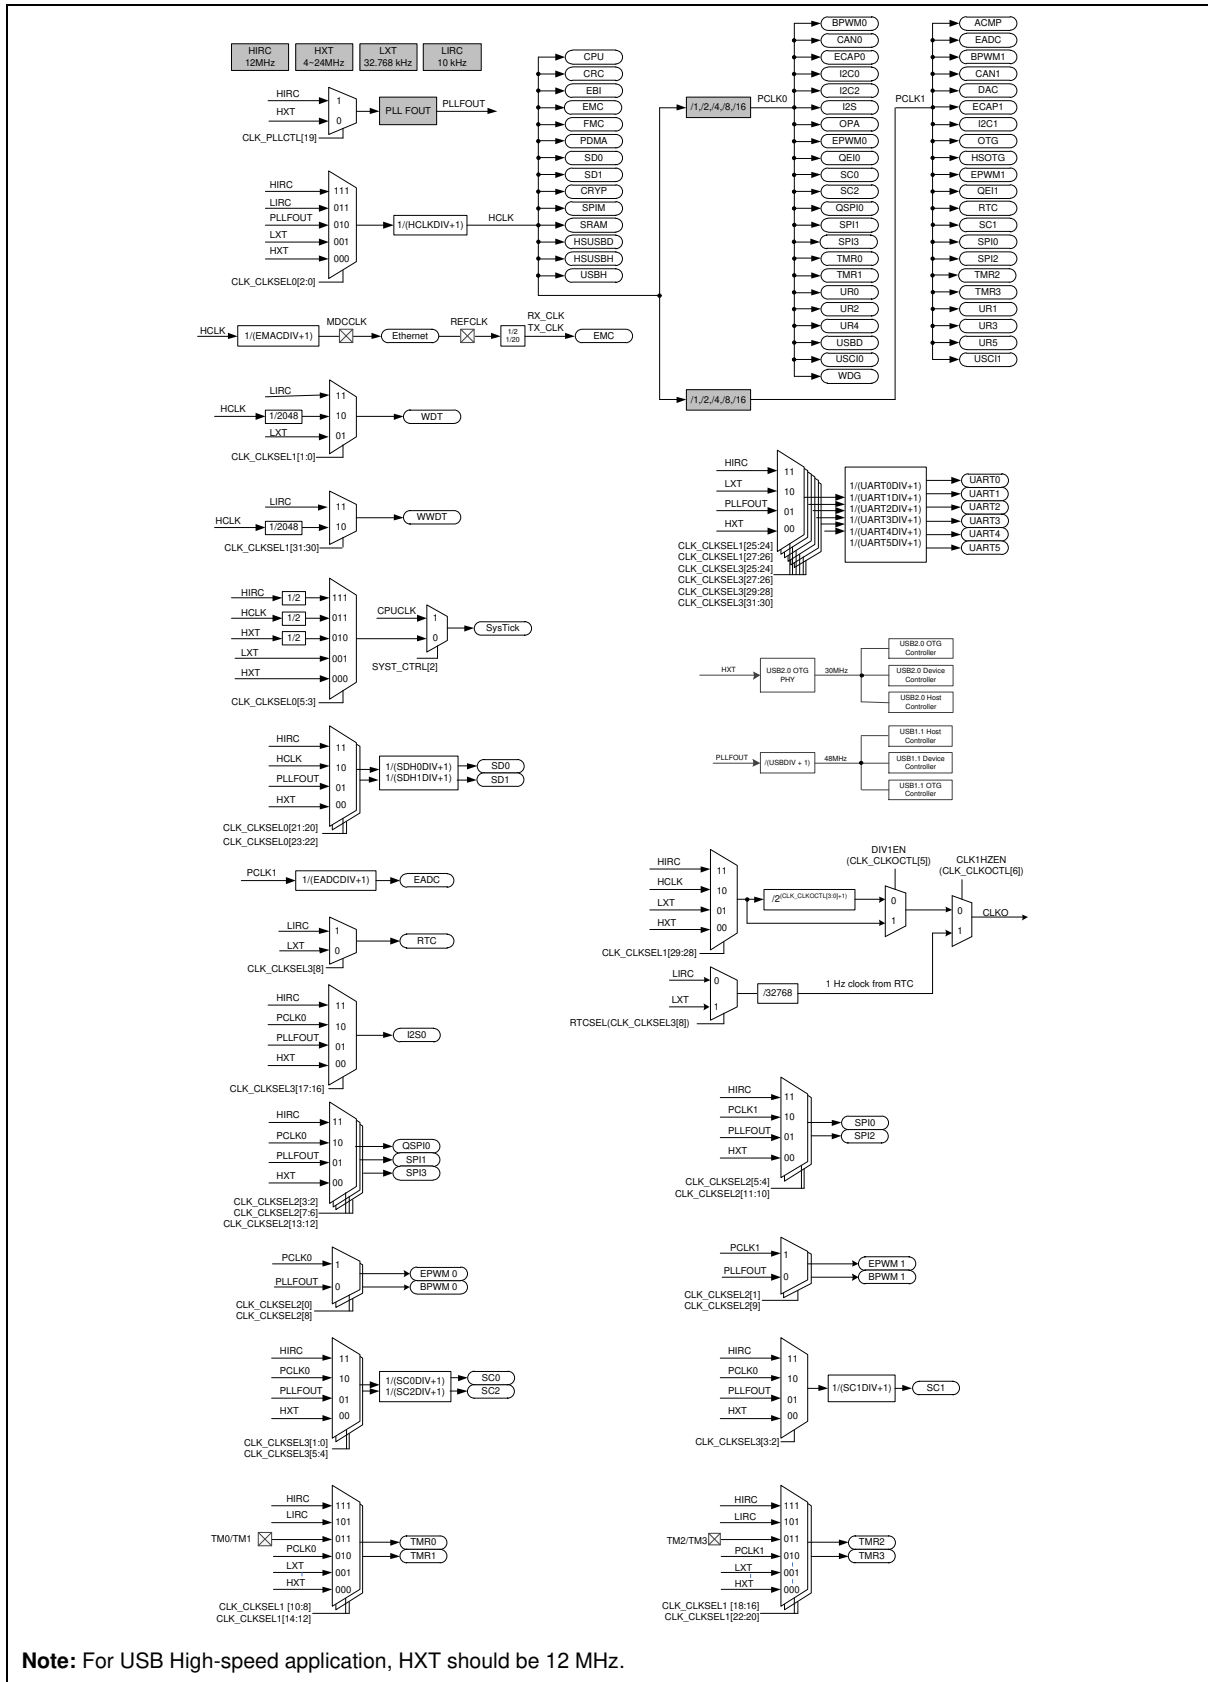 HIRC
12MHz
HXT
4~24MHz
LXT
32.768 kHz
LIRC
10 kHz
HIRC
HXT
1
0
PLL FOUT
PLLFOUT
CLK_PLLCTL[19]
HIRC
LIRC
PLLFOUT
LXT
HXT
111
011
010
001
000
1/(HCLKDIV+1)
HCLK
CLK_CLKSEL0[2:0]
CPU
CRC
EBI
EMC
FMC
PDMA
SD0
SD1
CRYP
SPIM
SRAM
HSUSBD
HSUSBH
USBH
/1,/2,/4,/8,/16
PCLK0
BPWM0
CAN0
ECAP0
I2C0
I2C2
I2S
OPA
EPWM0
QEI0
SC0
SC2
QSPI0
SPI1
SPI3
TMR0
TMR1
UR0
UR2
UR4
USBD
USCI0
WDG
/1,/2,/4,/8,/16
PCLK1
ACMP
EADC
BPWM1
CAN1
DAC
ECAP1
I2C1
OTG
HSOTG
EPWM1
QEI1
RTC
SC1
SPI0
SPI2
TMR2
TMR3
UR1
UR3
UR5
USCI1
HCLK
1/(EMACDIV+1)
MDCCLK
Ethernet
REFCLK
1/2
1/20
RX_CLK
TX_CLK
EMC
LIRC
HCLK
1/2048
LXT
11
10
01
WDT
CLK_CLKSEL1[1:0]
LIRC
HCLK
1/2048
11
10
WWDT
CLK_CLKSEL1[31:30]
HIRC
1/2
HCLK
1/2
HXT
1/2
LXT
HXT
111
011
010
001
000
CPUCLK
1
0
SysTick
SYST_CTRL[2]
CLK_CLKSEL0[5:3]
HIRC
HCLK
PLLFOUT
HXT
11
10
01
00
1/(SDH0DIV+1)
1/(SDH1DIV+1)
SD0
SD1
CLK_CLKSEL0[21:20]
CLK_CLKSEL0[23:22]
PCLK1
1/(EADCDIV+1)
EADC
LIRC
LXT
1
0
RTC
CLK_CLKSEL3[8]
HIRC
PCLK0
PLLFOUT
HXT
11
10
01
00
I2S0
CLK_CLKSEL3[17:16]
HIRC
PCLK0
PLLFOUT
HXT
11
10
01
00
QSPI0
SPI1
SPI3
CLK_CLKSEL2[3:2]
CLK_CLKSEL2[7:6]
CLK_CLKSEL2[13:12]
PCLK0
PLLFOUT
1
0
EPWM 0
BPWM 0
CLK_CLKSEL2[0]
CLK_CLKSEL2[8]
HIRC
PCLK0
PLLFOUT
HXT
11
10
01
00
1/(SC0DIV+1)
1/(SC2DIV+1)
SC0
SC2
CLK_CLKSEL3[1:0]
CLK_CLKSEL3[5:4]
HIRC
LIRC
TM0/TM1
PCLK0
LXT
HXT
111
101
011
010
001
000
TMR0
TMR1
CLK_CLKSEL1 [10:8]
CLK_CLKSEL1[14:12]
HIRC
LXT
PLLFOUT
HXT
11
10
01
00
1/(UART0DIV+1)
1/(UART1DIV+1)
1/(UART2DIV+1)
1/(UART3DIV+1)
1/(UART4DIV+1)
1/(UART5DIV+1)
UART0
UART1
UART2
UART3
UART4
UART5
CLK_CLKSEL1[25:24]
CLK_CLKSEL1[27:26]
CLK_CLKSEL3[25:24]
CLK_CLKSEL3[27:26]
CLK_CLKSEL3[29:28]
CLK_CLKSEL3[31:30]
HXT
USB2.0 OTG
PHY
30MHz
USB2.0 OTG
Controller
USB2.0 Device
Controller
USB2.0 Host
Controller
PLLFOUT
/(USBDIV + 1)
48MHz
USB1.1 Host
Controller
USB1.1 Device
Controller
USB1.1 OTG
Controller
DIV1EN
(CLK_CLKOCTL[5])
CLK1HZEN
(CLK_CLKOCTL[6])
HIRC
HCLK
LXT
HXT
11
10
01
00
/2(CLK_CLKOCTL[3:0]+1)
0
1
0
1
CLKO
CLK_CLKSEL1[29:28]
LIRC
LXT
0
1
/32768
1 Hz clock from RTC
RTCSEL(CLK_CLKSEL3[8])
HIRC
PCLK1
PLLFOUT
HXT
11
10
01
00
SPI0
SPI2
CLK_CLKSEL2[5:4]
CLK_CLKSEL2[11:10]
PCLK1
PLLFOUT
1
0
EPWM 1
BPWM 1
CLK_CLKSEL2[1]
CLK_CLKSEL2[9]
HIRC
PCLK0
PLLFOUT
HXT
11
10
01
00
1/(SC1DIV+1)
SC1
CLK_CLKSEL3[3:2]
HIRC
LIRC
TM2/TM3
PCLK1
LXT
HXT
111
101
011
010
001
000
TMR2
TMR3
CLK_CLKSEL1 [18:16]
CLK_CLKSEL1[22:20]
Note: For USB High-speed application, HXT should be 12 MHz.